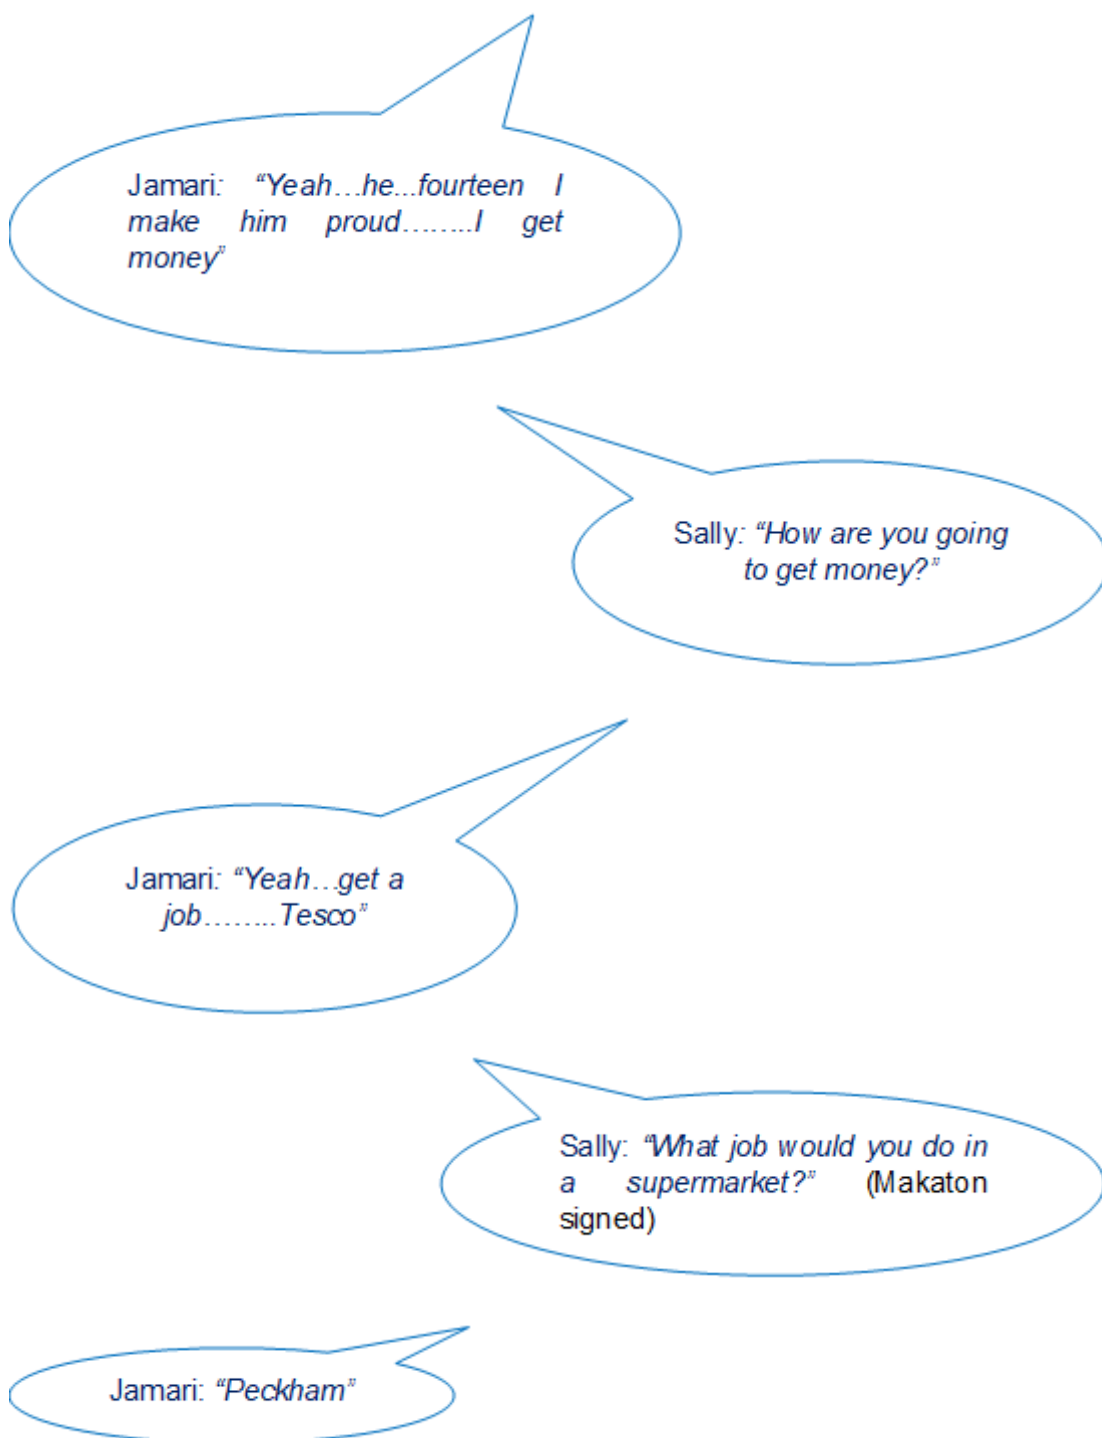 Jamari: “Yeah…he...fourteen I
make him proud……..I get
money”
Sally: “How are you going
to get money?”
Jamari: “Yeah…get a
job……..Tesco”
Sally: “What job would you do in
a supermarket?” (Makaton
signed)
Jamari: “Peckham”